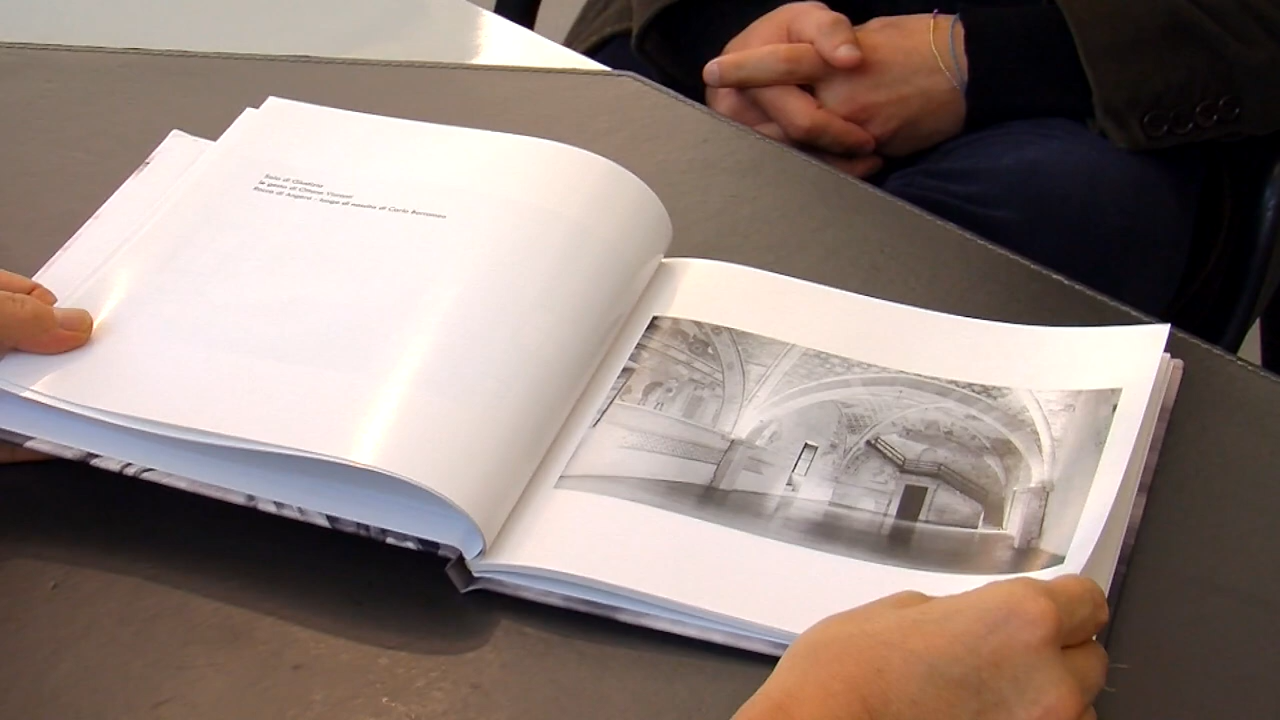 Sala di Giustizia
le gesta di Ottone Visconti
Rocca di Angera - luogo di nascita di Carlo Borromeo